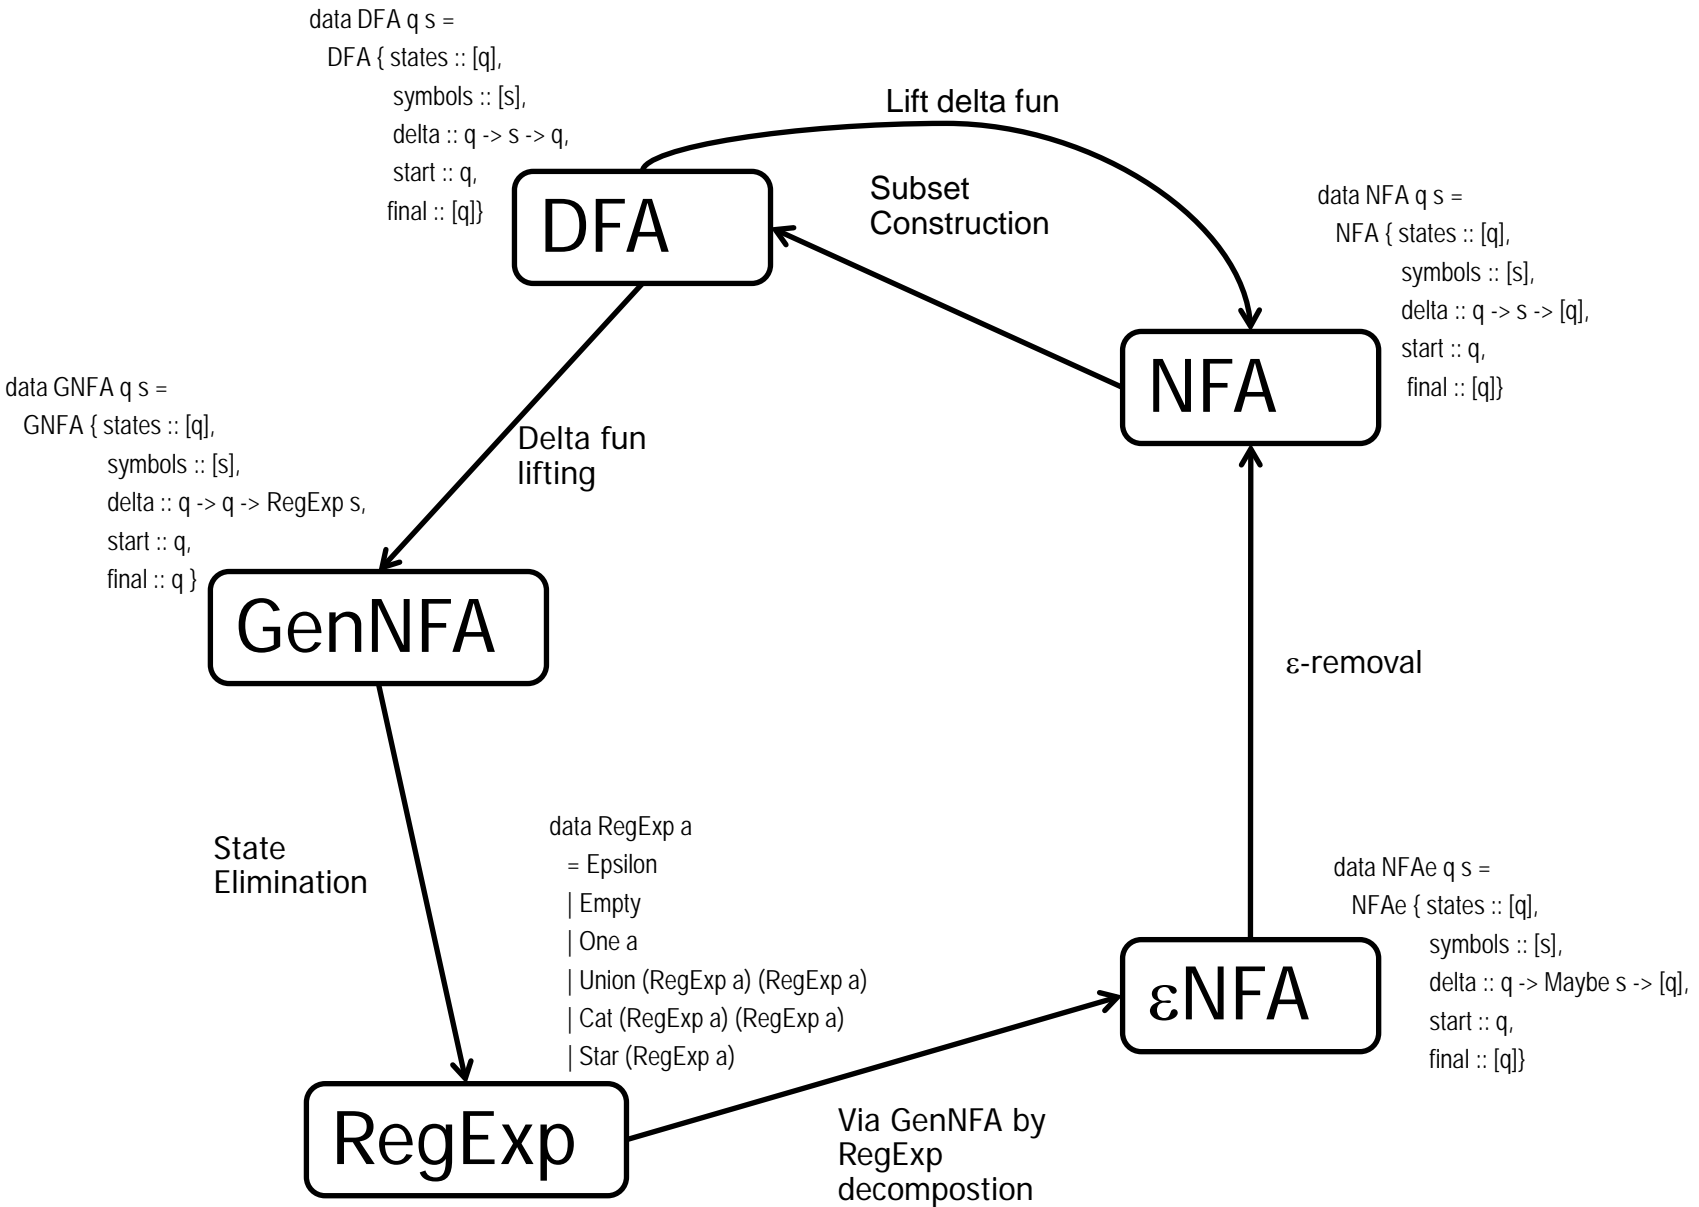 data DFA q s =
DFA { states :: [q],
symbols :: [s],
delta :: q -> s -> q,
start :: q,
final :: [q]}
DFA
Lift delta fun
Subset
Construction
data NFA q s =
NFA { states :: [q],
symbols :: [s],
delta :: q -> s -> [q],
start :: q,
final :: [q]}
NFA
data GNFA q s =
GNFA { states :: [q],
symbols :: [s],
delta :: q -> q -> RegExp s,
start :: q,
final :: q }
Delta fun
lifting
GenNFA
ε-removal
State
Elimination
data RegExp a
= Epsilon
| Empty
| One a
| Union (RegExp a) (RegExp a)
| Cat (RegExp a) (RegExp a)
| Star (RegExp a)
data NFAe q s =
NFAe { states :: [q],
symbols :: [s],
delta :: q -> Maybe s -> [q],
start :: q,
final :: [q]}
εNFA
RegExp
Via GenNFA by
RegExp
decompostion